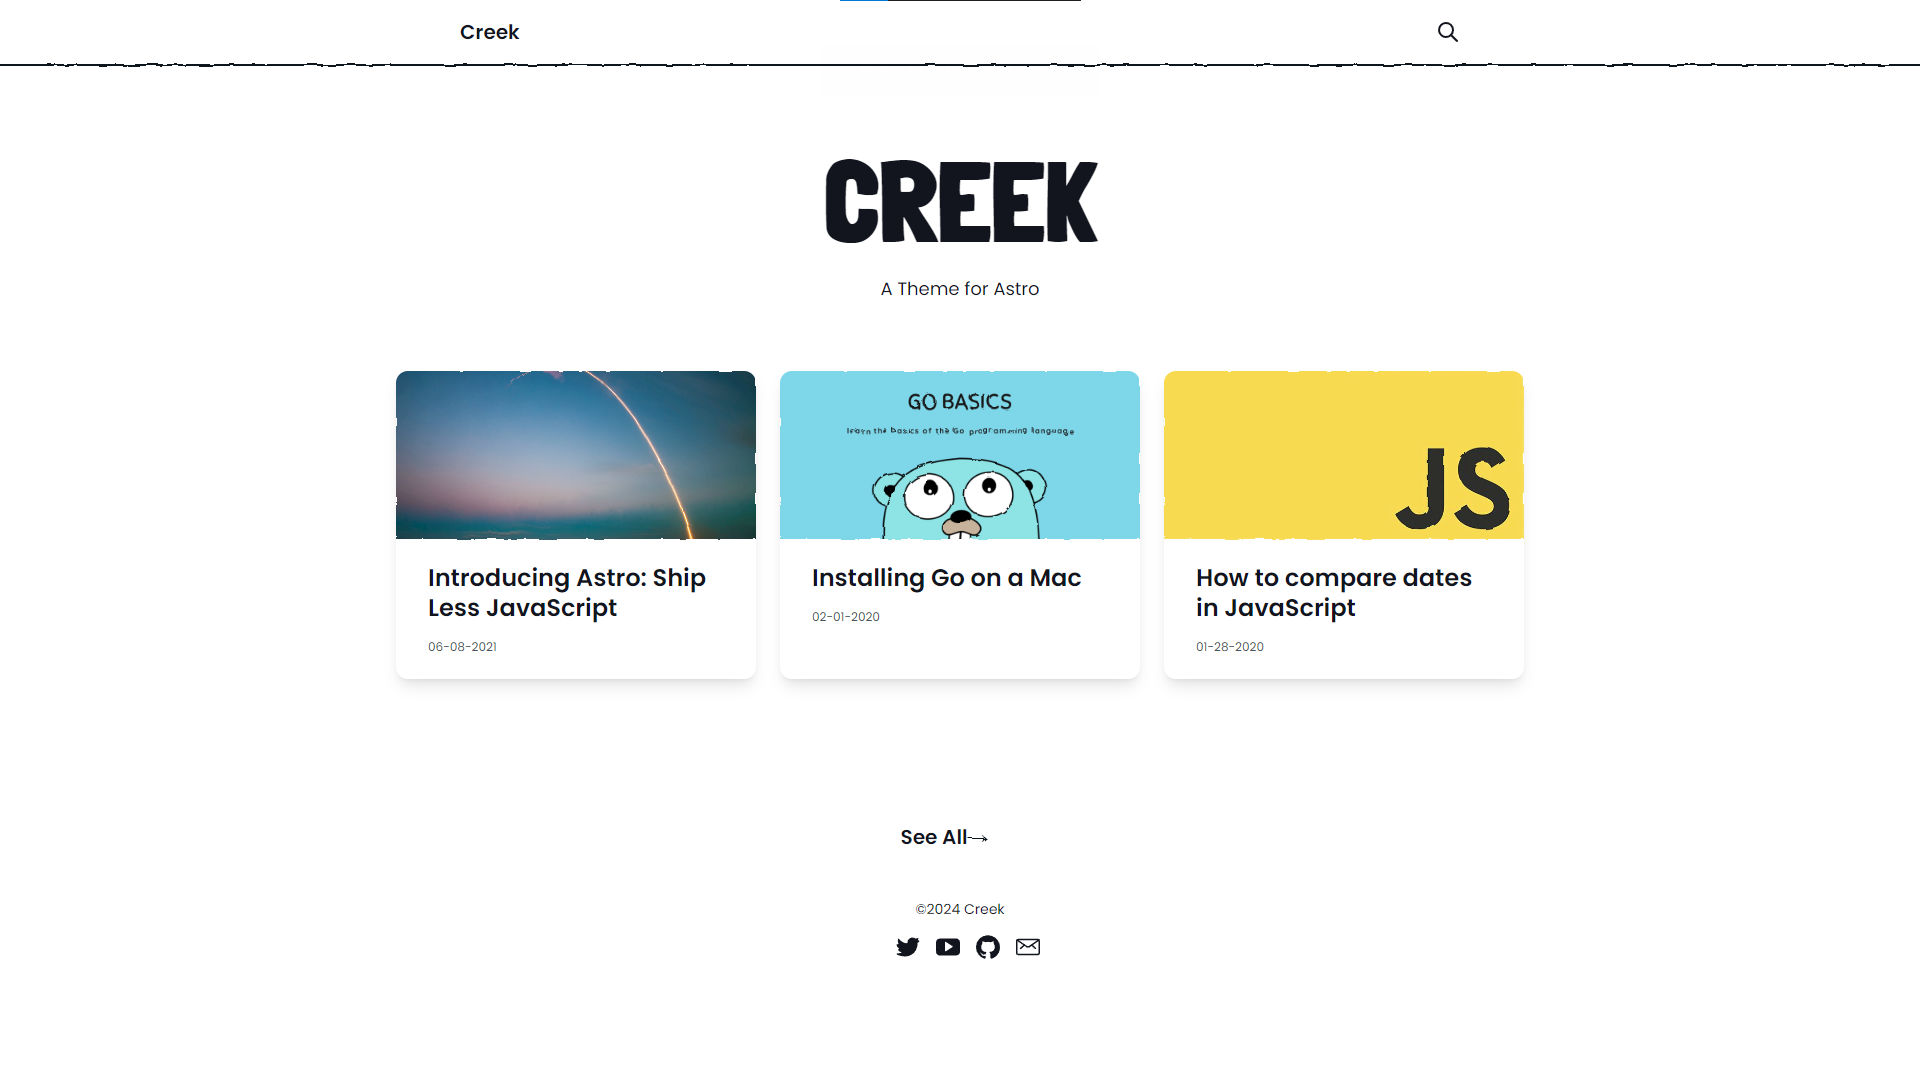 Creek
CREEK
A Theme for Astro
GO BASICS
learn the basics of the Go programming language
JS
Introducing Astro: Ship
Less JavaScript
06-08-2021
Installing Go on a Mac
02-01-2020
How to compare dates
in JavaScript
01-28-2020
See All→
©2024 Creek